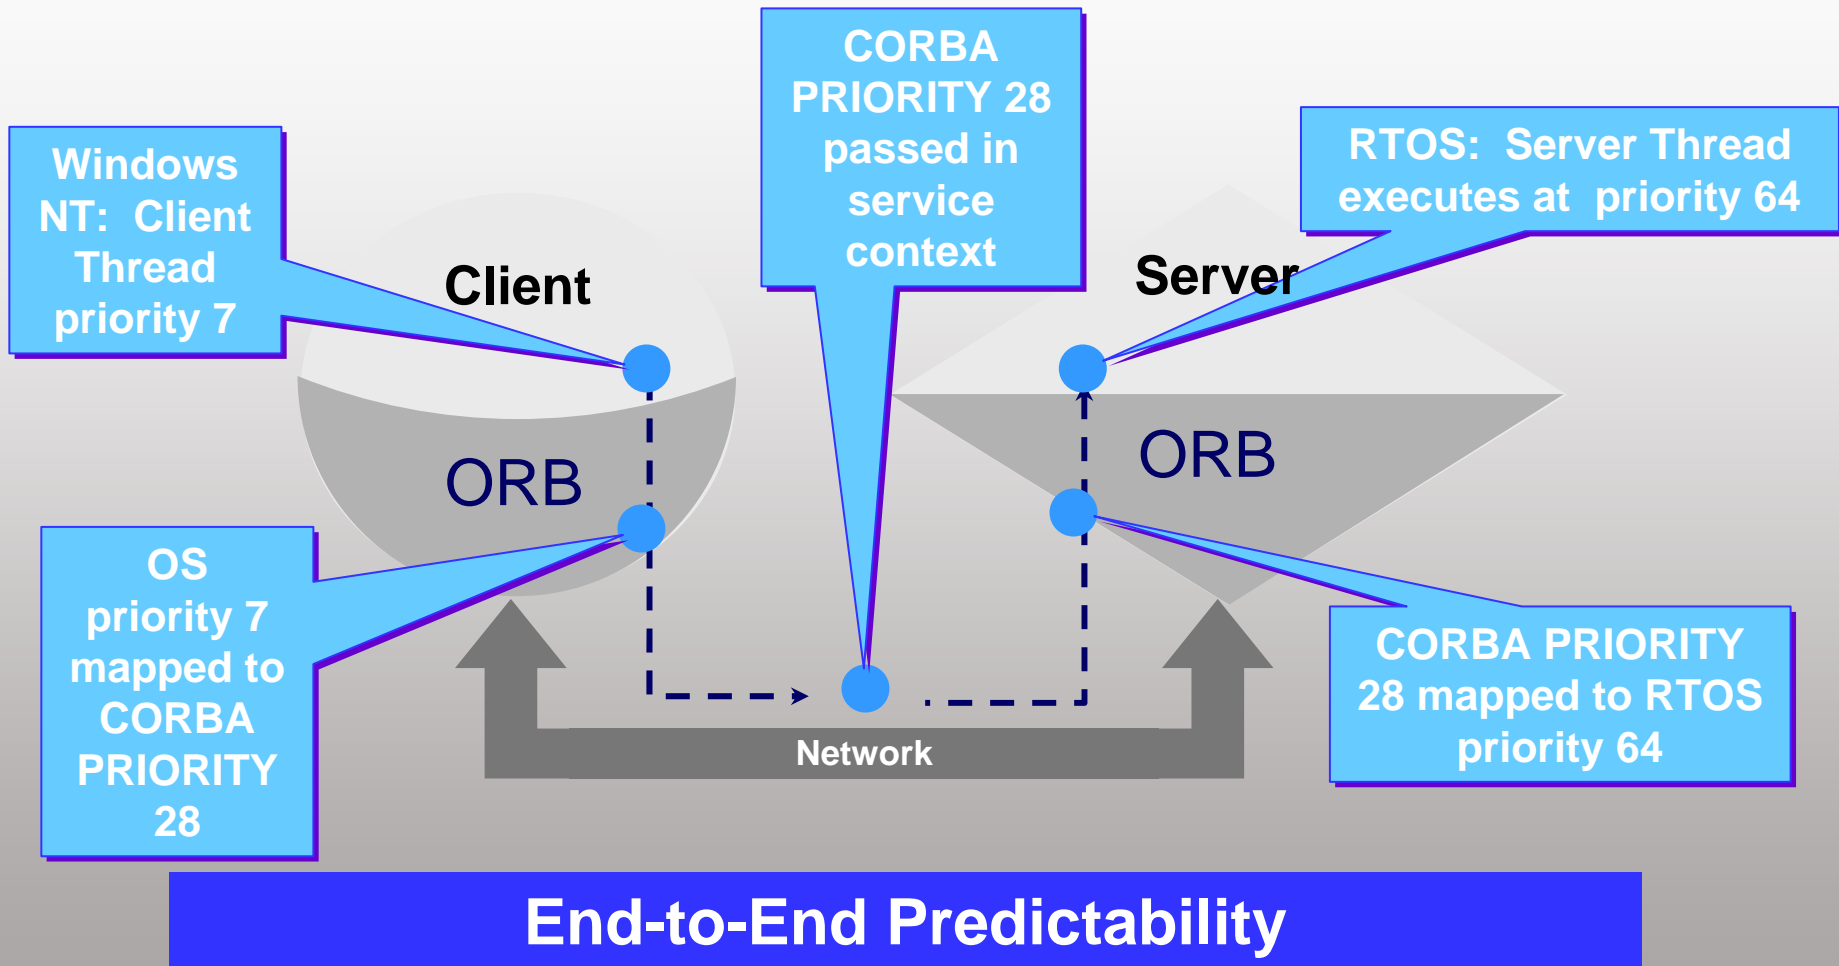 CORBA
PRIORITY 28
passed in
service
context
Windows
NT:  Client
Thread
priority 7
RTOS:  Server Thread
executes at  priority 64
Client
Server
ORB
ORB
OS
priority 7
mapped to
CORBA
PRIORITY
28
CORBA PRIORITY
28 mapped to RTOS
priority 64
Network
End-to-End Predictability